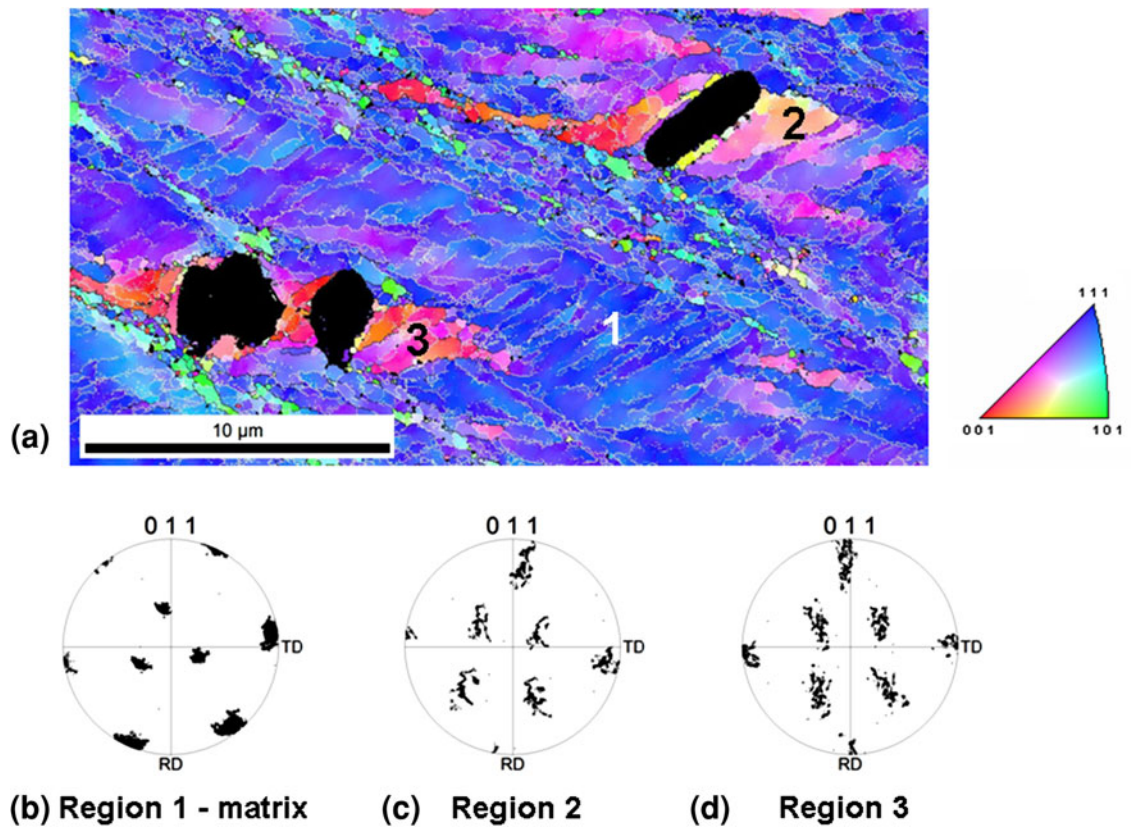 2
3
1
1 1 1
0 0 1
1 0 1
(a)
10 µm
0 1 1
TD
RD
0 1 1
TD
RD
0 1 1
TD
RD
(b) Region 1 - matrix
(c) Region 2
(d) Region 3